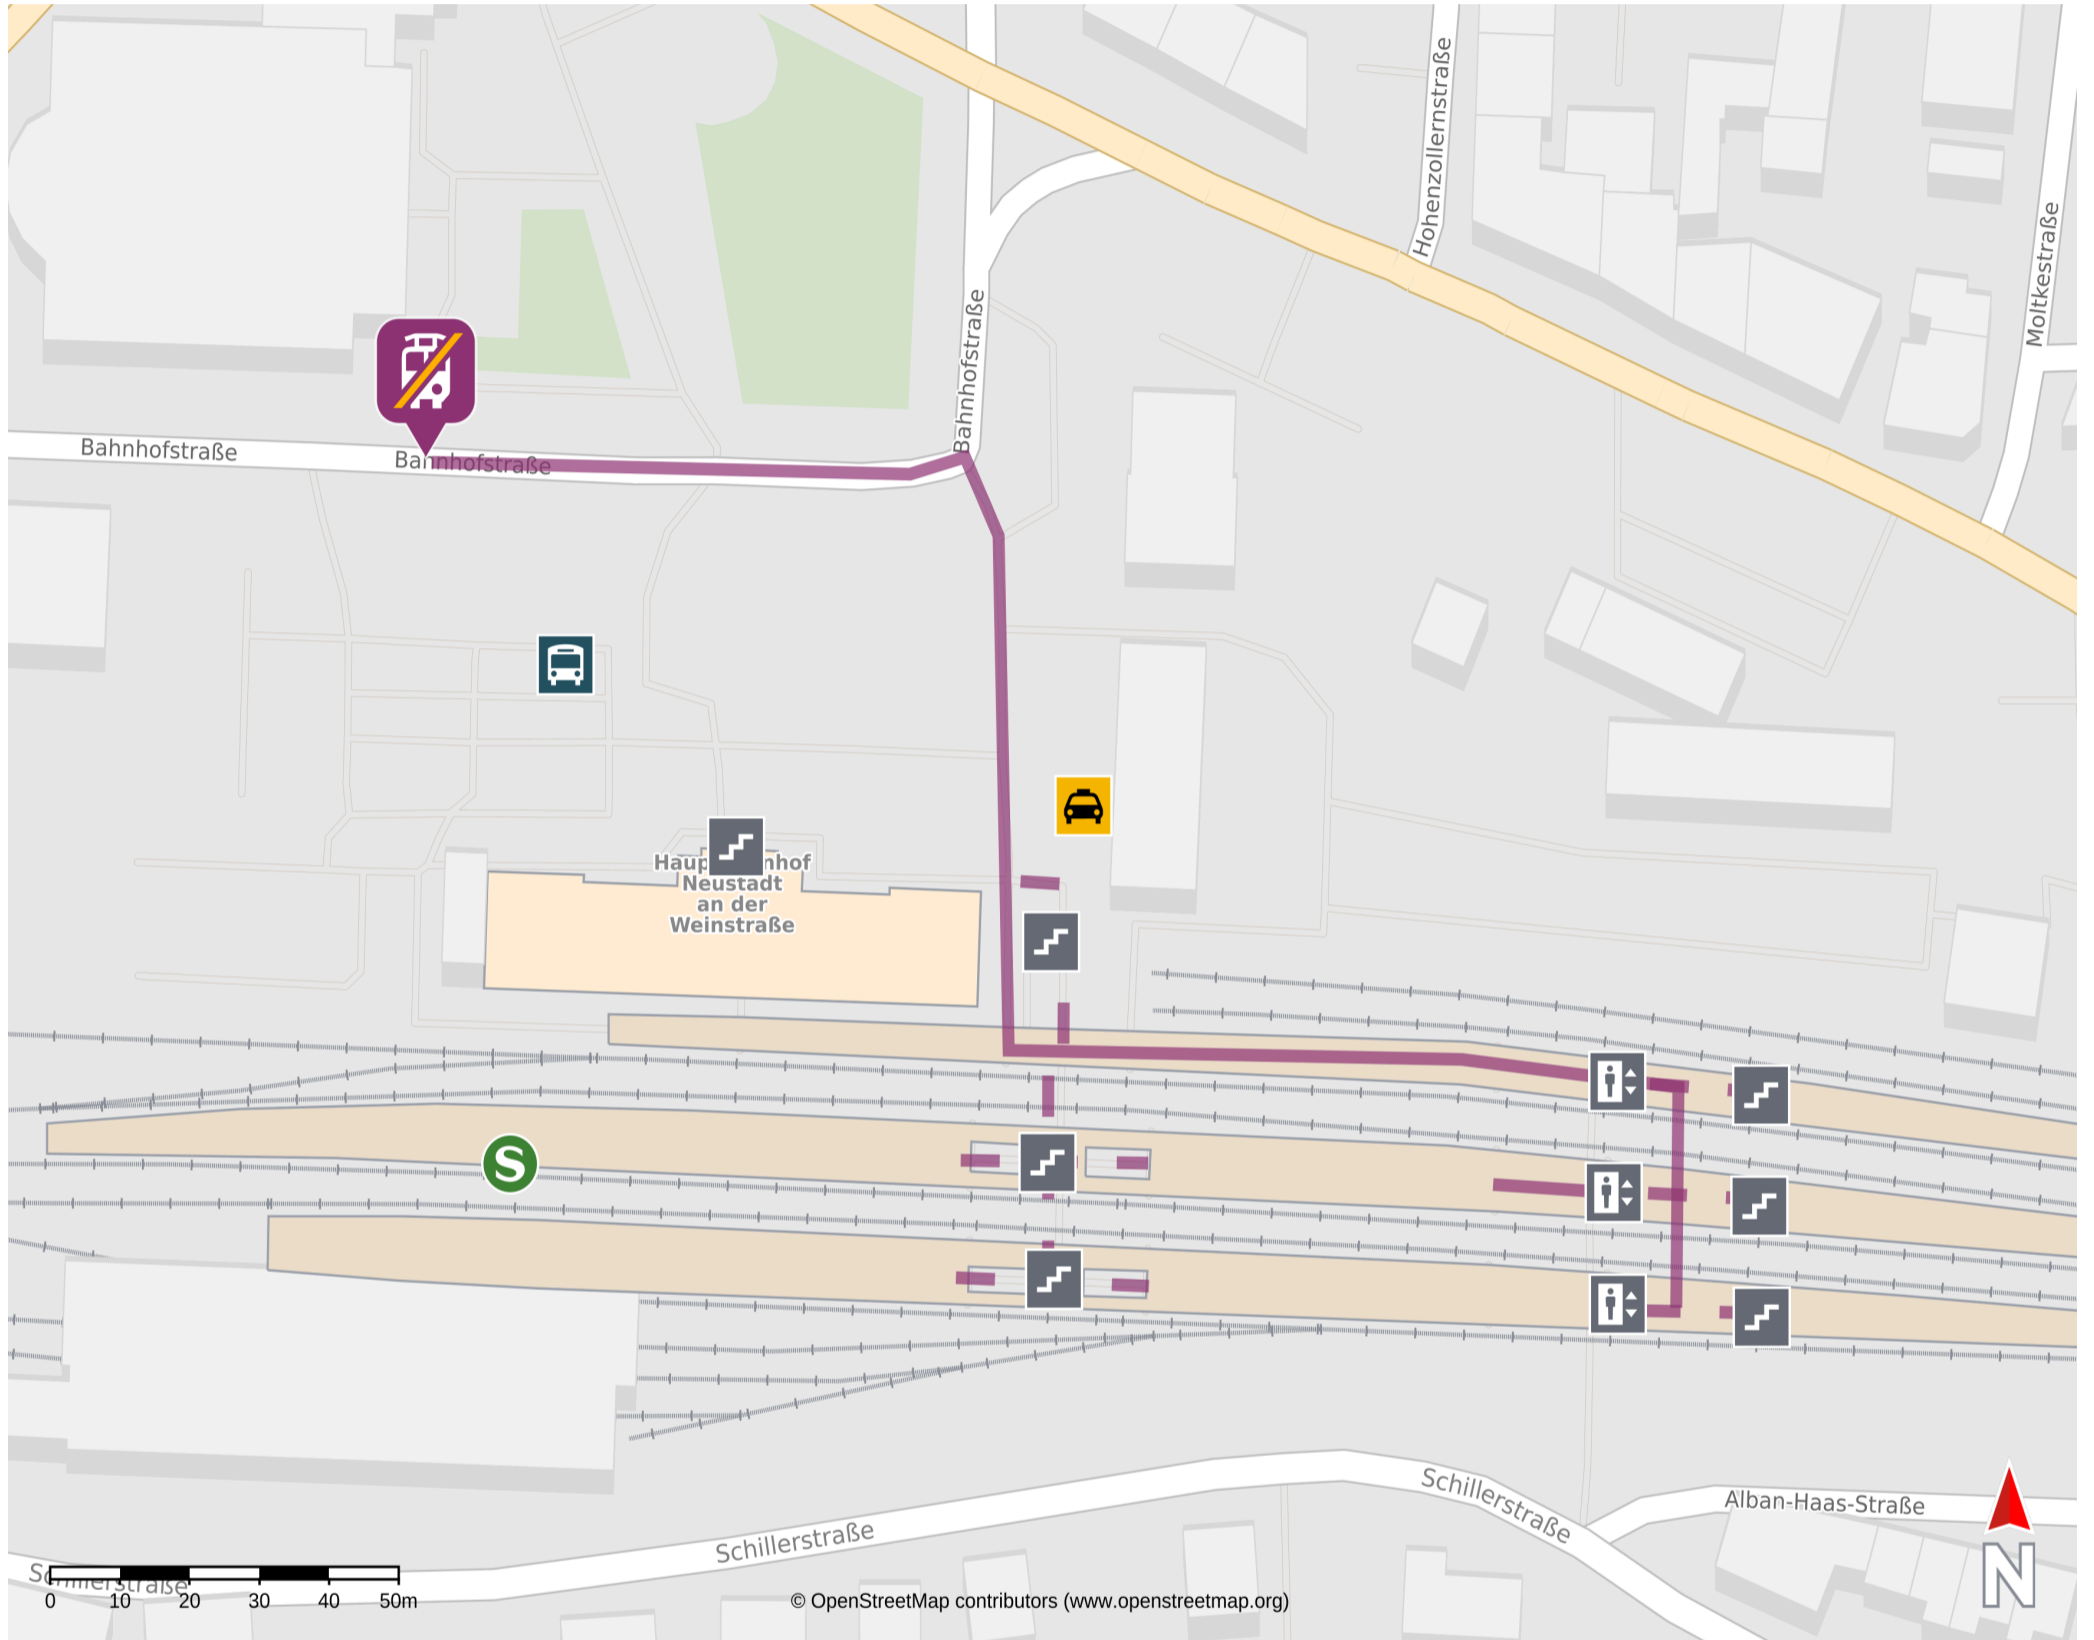 Hohenzollernstraße
Moltkestraße
Bahnhofstraße
Bahnhofstraße
Bahnhofstraße
Neustadt
an der
Weinstraße
S
Schillerstraße
Alban-Haas-Straße
Schillerstraße
Schillerstraße
N
0 10 20 30 40 50m
© OpenStreetMap contributors (www.openstreetmap.org)